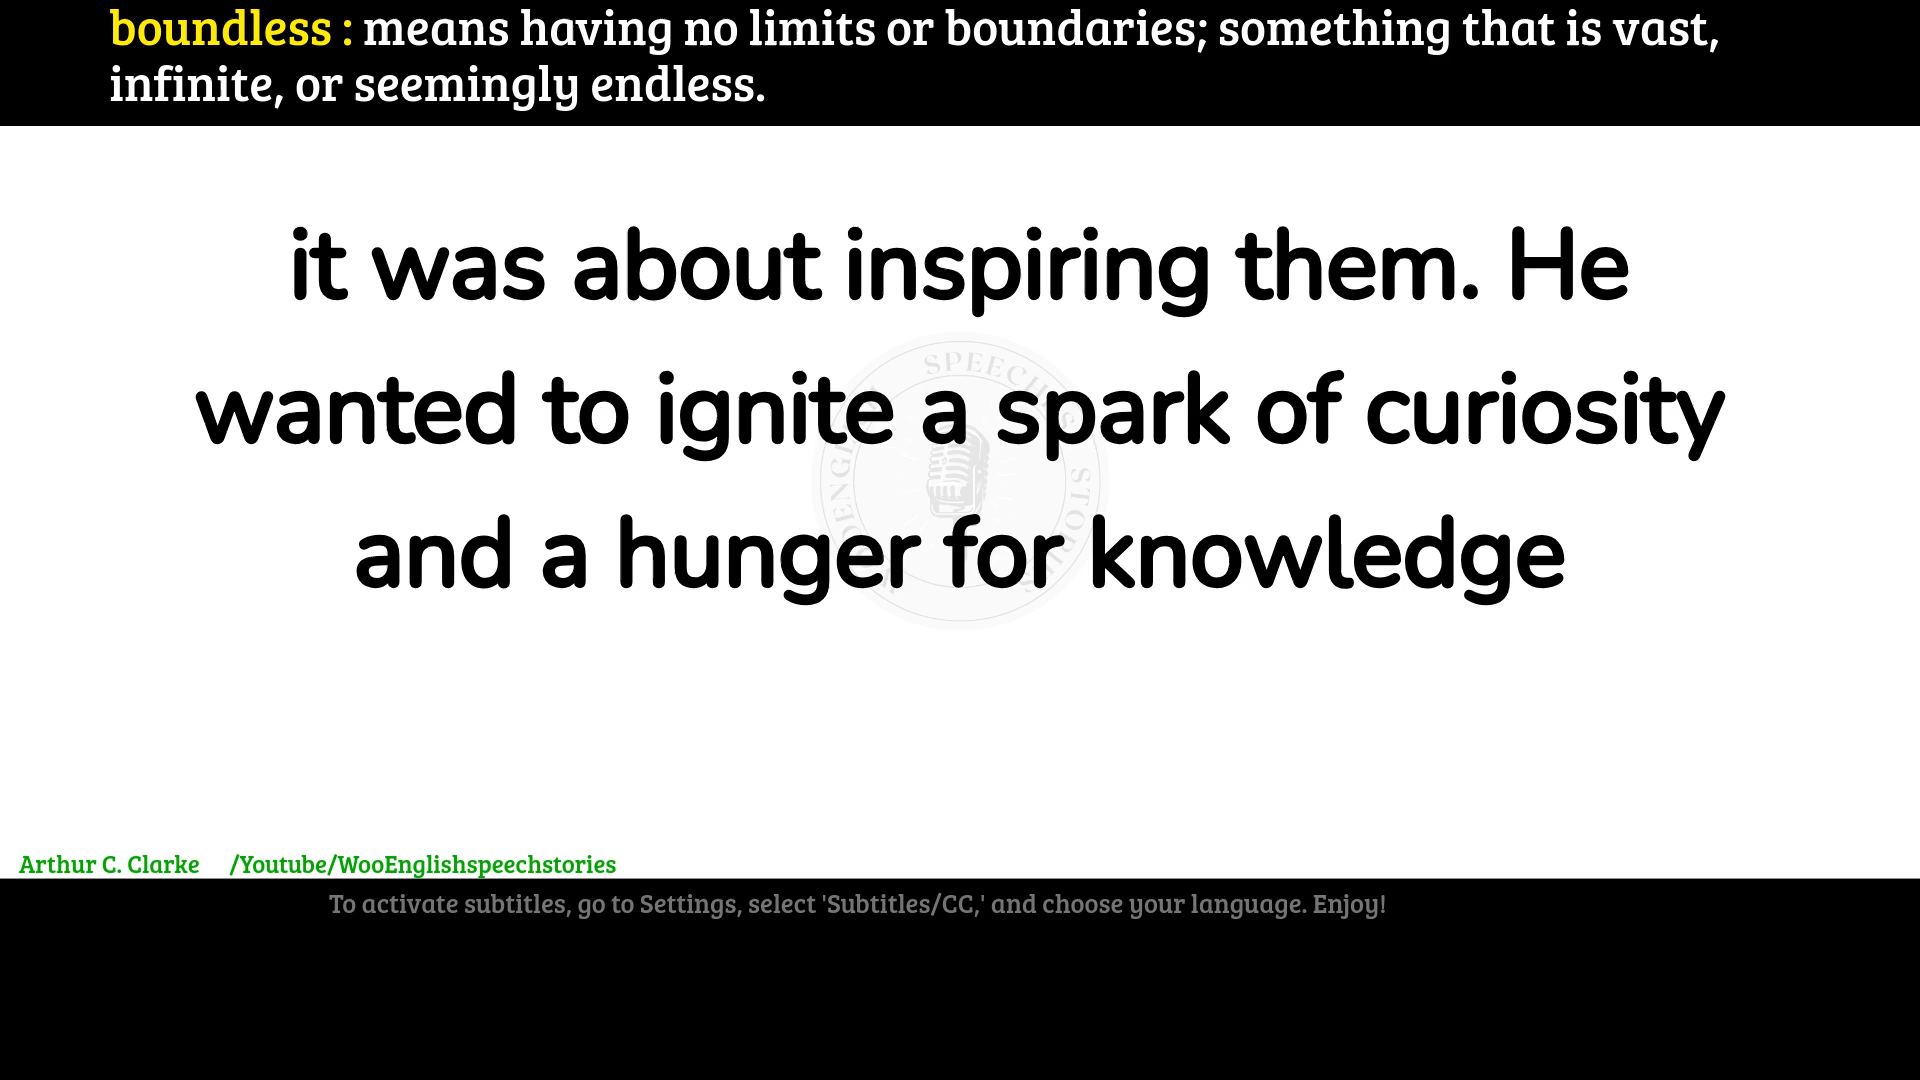 boundless : means having no limits or boundaries; something that is vast,
infinite, or seemingly endless.
it was about inspiring them. He
wanted to ignite a spark of curiosity
and a hunger for knowledge
SPEECHES STORIES
Arthur C. Clarke /Youtube/WooEnglishspeechstories
To activate subtitles, go to Settings, select 'Subtitles/CC,' and choose your language. Enjoy!